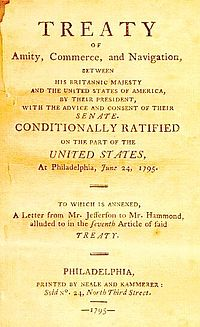 TREATY
OF
Amity, Commerce, and Navigation,
BETWEEN
HIS BRITANNIC MAJESTY
AND THE UNITED STATES OF AMERICA,
BY THEIR PRESIDENT,
WITH THE ADVICE AND CONSENT OF THEIR
SENATE.
CONDITIONALLY RATIFIED
ON THE PART OF THE
UNITED STATES,
At Philadelphia, June 24, 1795.
TO WHICH IS ANNEXED,
A Letter from Mr. Jefferson to Mr. Hammond,
alluded to in the seventh Article of said
TREATY.
PHILADELPHIA,
PRINTED BY NEALE AND KAMMERER:
Sold No. 24, North Third Street.
—1795—